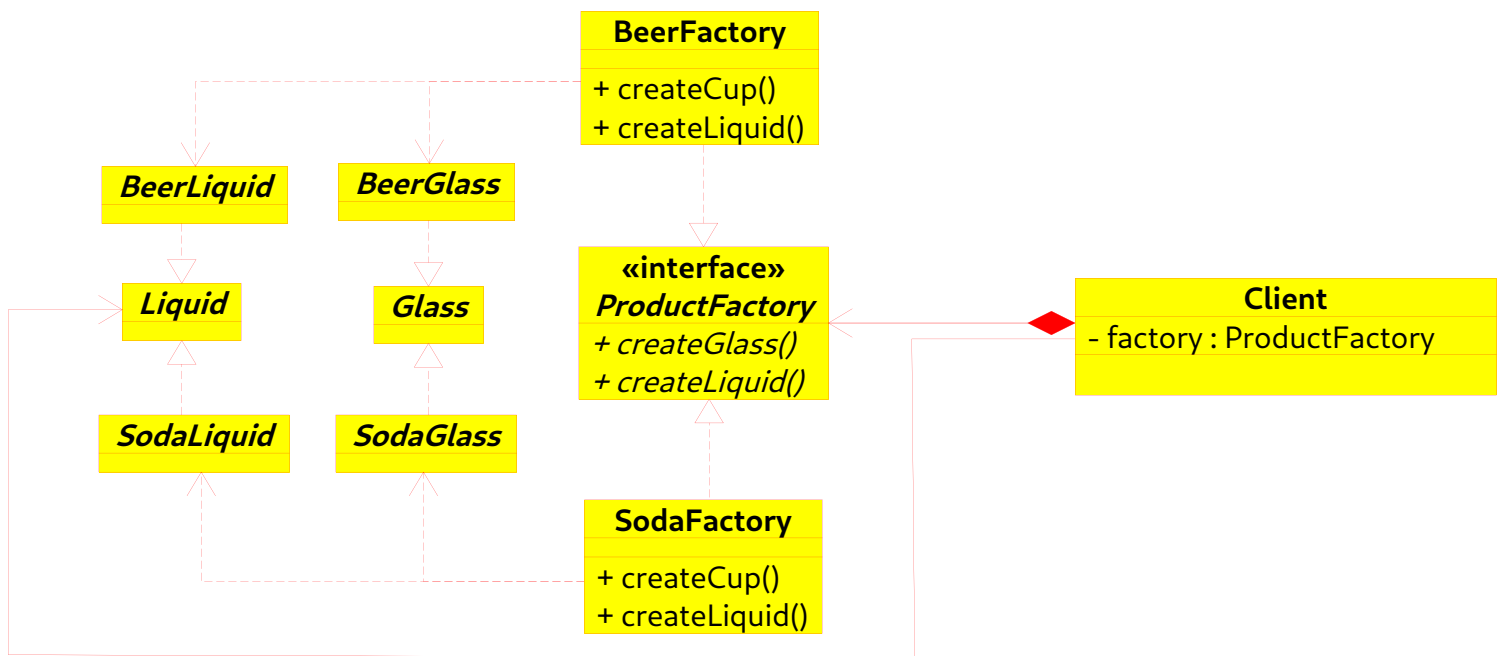 BeerFactory
+ createCup()
+ createLiquid()
BeerLiquid
BeerGlass
Liquid
Glass
«interface»
ProductFactory
+ createGlass()
+ createLiquid()
Client
- factory : ProductFactory
SodaLiquid
SodaGlass
SodaFactory
+ createCup()
+ createLiquid()